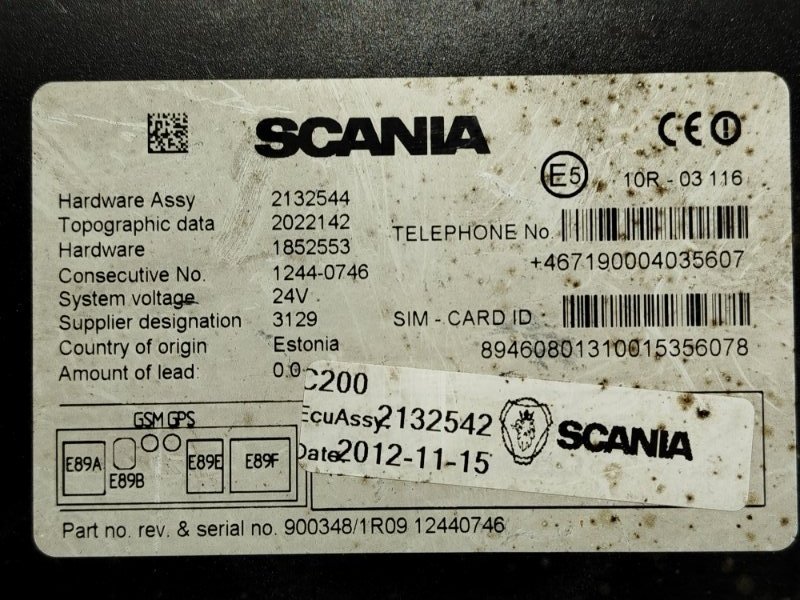 SCANIA
CE
E5 10R - 03 116
Hardware Assy 2132544
Topographic data 2022142
Hardware 1852553
Consecutive No. 1244-0746
System voltage 24V
Supplier designation 3129
Country of origin Estonia
Amount of lead: 0.0
TELEPHONE No.
+467190004035607
SIM - CARD ID
89460801310015356078
C200
EcuAssy 2132542
Date 2012-11-15
SCANIA
GSM GPS
E89A E89B E89E E89F
Part no. rev. & serial no. 900348/1R09 12440746